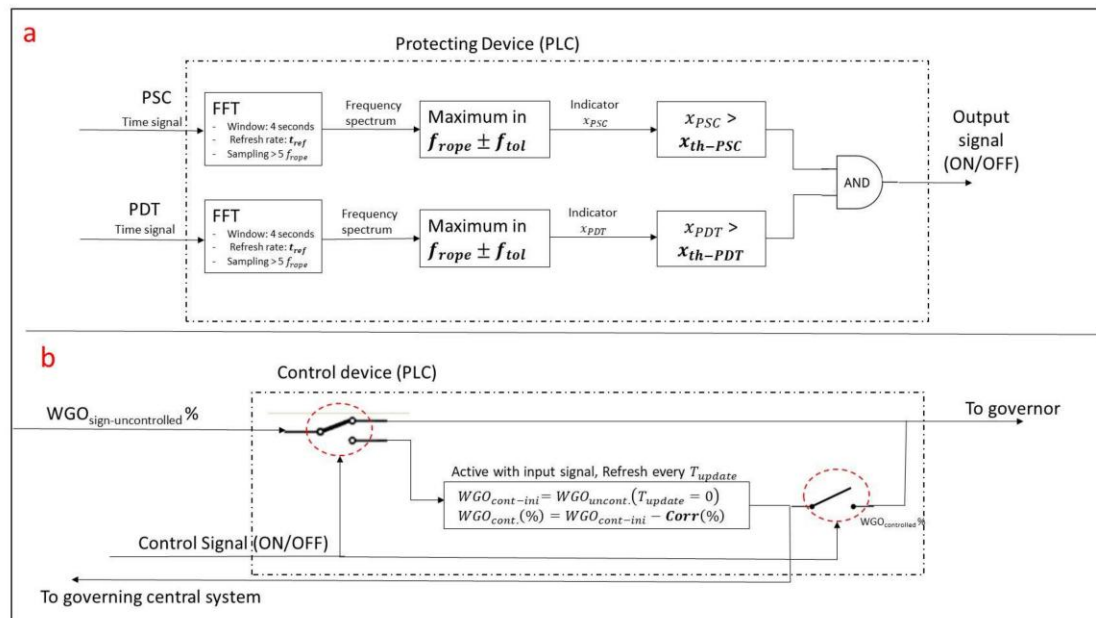 a
Protecting Device (PLC)
PSC
Time signal
FFT
- Window: 4 seconds
- Refresh rate: t_ref
- Sampling > 5 f_rope
Frequency
spectrum
Maximum in
f_rope ± f_tol
Indicator
x_PSC
x_PSC >
x_th-PSC
AND
Output
signal
(ON/OFF)
PDT
Time signal
FFT
- Window: 4 seconds
- Refresh rate: t_ref
- Sampling > 5 f_rope
Frequency
spectrum
Maximum in
f_rope ± f_tol
Indicator
x_PDT
x_PDT >
x_th-PDT
b
Control device (PLC)
WGO_sign-uncontrolled %
To governor
Active with input signal, Refresh every T_update
WGO_cont-ini = WGO_uncont.(T_update = 0)
WGO_cont.(%) = WGO_cont-ini − Corr(%)
WGO_controlled %
Control Signal (ON/OFF)
To governing central system